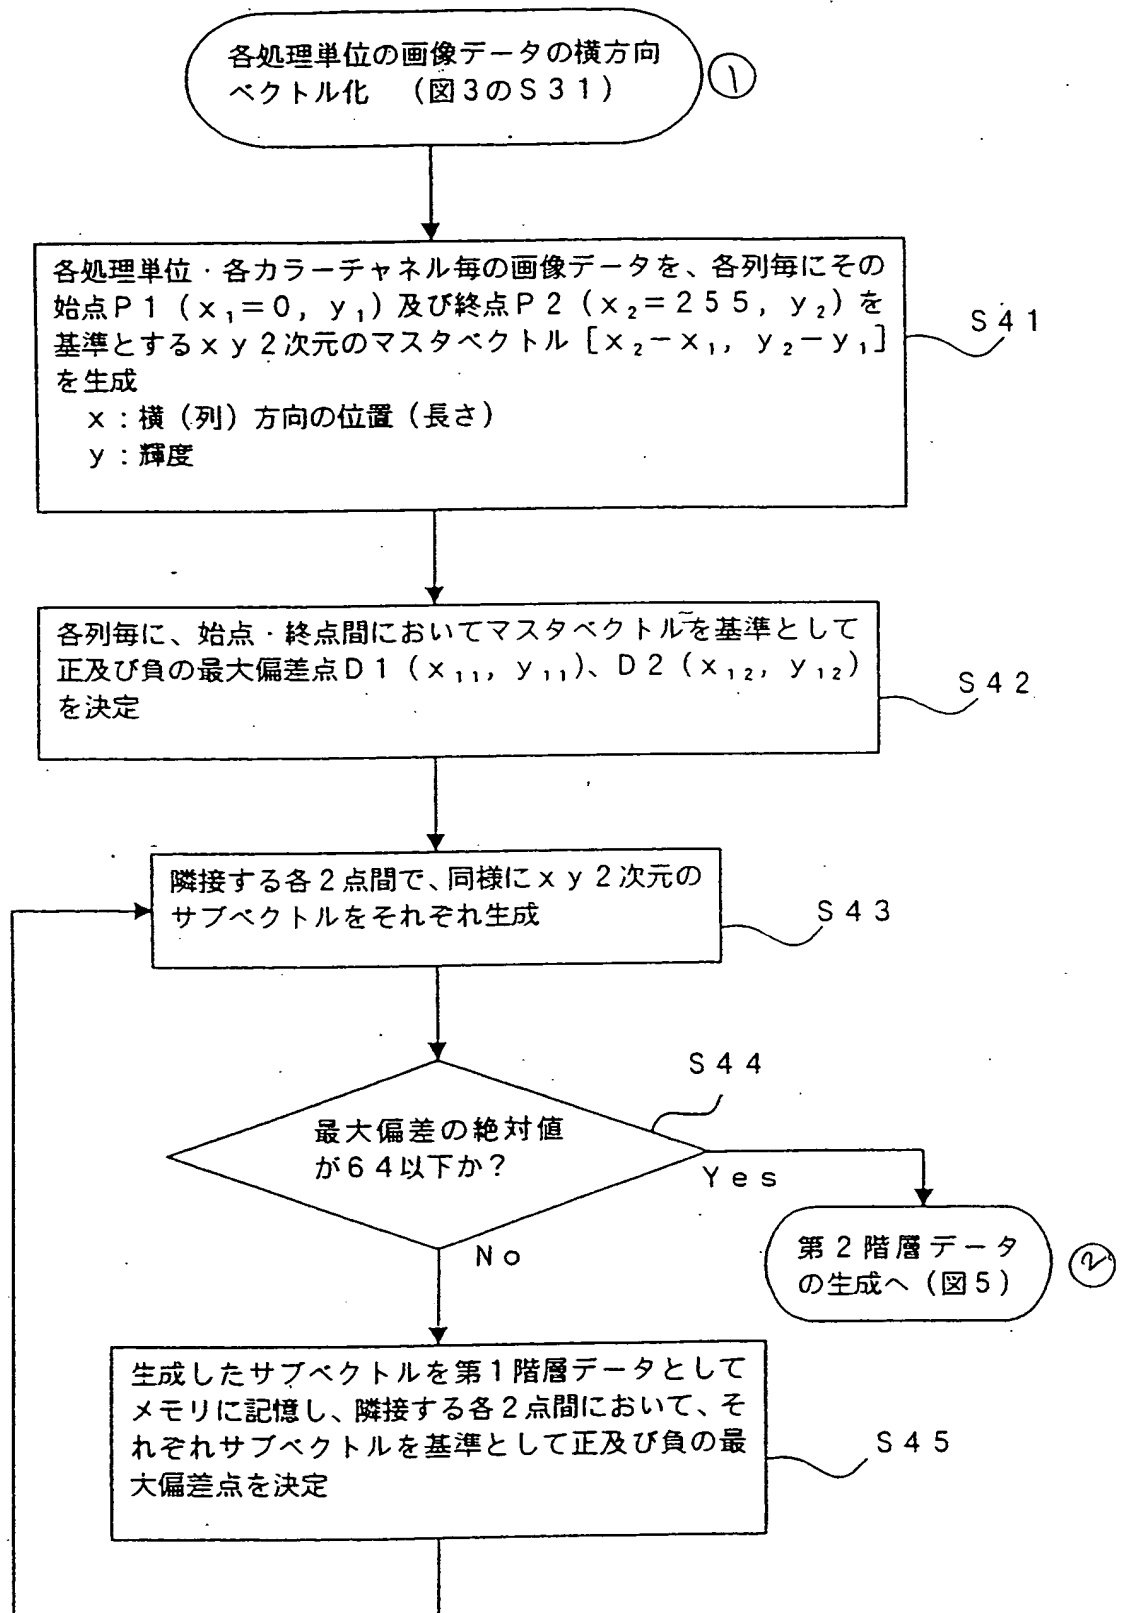 各処理単位の画像データの横方向
ベクトル化 (図3のS31)
①
各処理単位・各カラーチャネル毎の画像データを、各列毎にその
始点P1(x₁=0, y₁)及び終点P2(x₂=255, y₂)を
基準とするxy2次元のマスタベクトル[x₂-x₁, y₂-y₁]
を生成
x:横(列)方向の位置(長さ)
y:輝度
S41
各列毎に、始点・終点間においてマスタベクトルを基準として
正及び負の最大偏差点D1(x₁₁, y₁₁)、D2(x₁₂, y₁₂)
を決定
S42
隣接する各2点間で、同様にxy2次元の
サブベクトルをそれぞれ生成
S43
S44
最大偏差の絶対値
が64以下か?
Yes
No
第2階層データ
の生成へ(図5)
②
生成したサブベクトルを第1階層データとして
メモリに記憶し、隣接する各2点間において、そ
れぞれサブベクトルを基準として正及び負の最
大偏差点を決定
S45